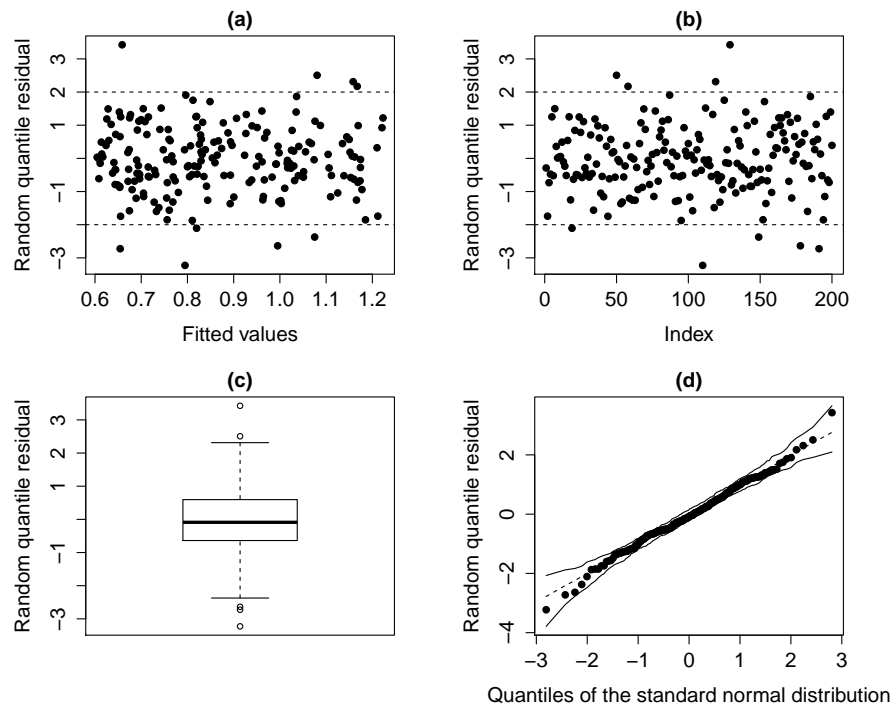 (a)
Random quantile residual
3
2
1
−1
−3
0.6 0.7 0.8 0.9 1.0 1.1 1.2
Fitted values
(b)
Random quantile residual
3
2
1
−1
−3
0 50 100 150 200
Index
(c)
Random quantile residual
3
1
−1
−3
(d)
Random quantile residual
2
0
−2
−4
−3 −2 −1 0 1 2 3
Quantiles of the standard normal distribution